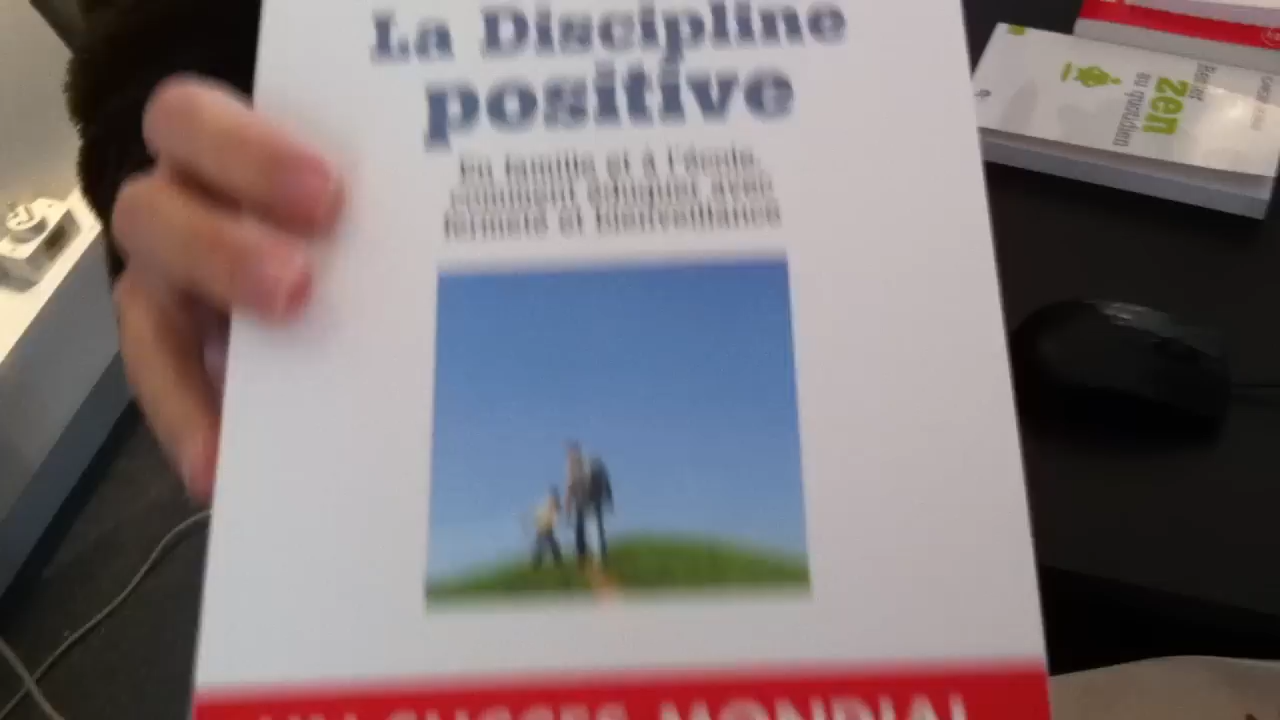 La Discipline
positive
En famille et à l'école,
comment éduquer avec
fermeté et bienveillance
UN SUCCÈS MONDIAL
Rester
zen
au quotidien